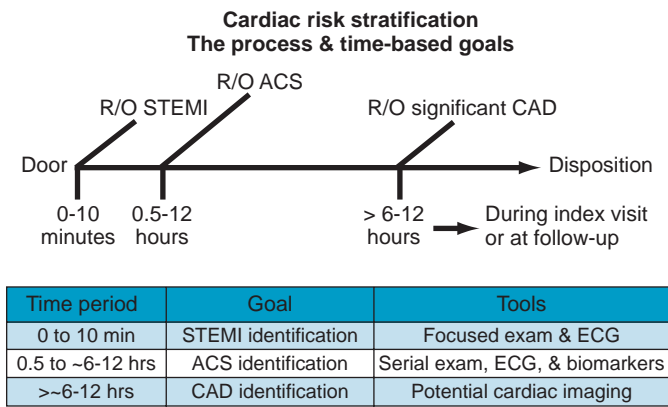 Cardiac risk stratification
The process & time-based goals
R/O ACS
R/O STEMI
R/O significant CAD
Door
Disposition
0-10
minutes
0.5-12
hours
> 6-12
hours
During index visit
or at follow-up
Time period Goal Tools
0 to 10 min STEMI identification Focused exam & ECG
0.5 to ~6-12 hrs ACS identification Serial exam, ECG, & biomarkers
>~6-12 hrs CAD identification Potential cardiac imaging